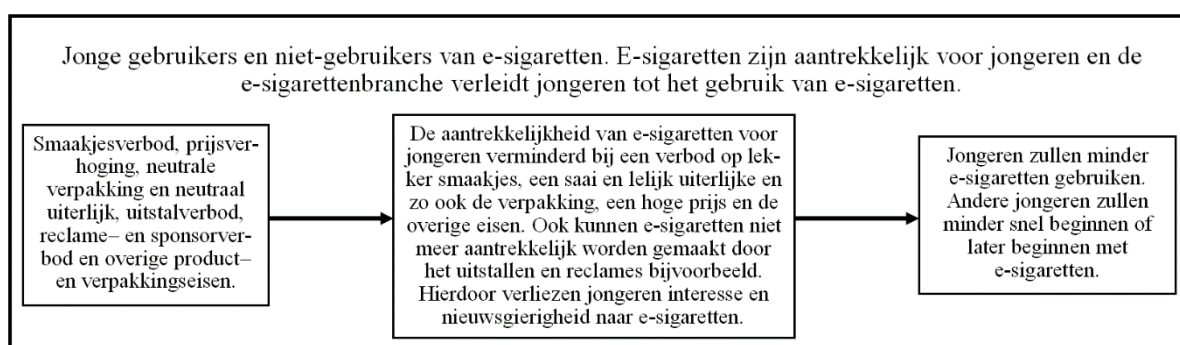 Jonge gebruikers en niet-gebruikers van e-sigaretten. E-sigaretten zijn aantrekkelijk voor jongeren en de
e-sigarettenbranche verleidt jongeren tot het gebruik van e-sigaretten.
Smaakjesverbod, prijsver-
hoging, neutrale
verpakking en neutraal
uiterlijk, uitstalverbod,
reclame– en sponsorver-
bod en overige product–
en verpakkingseisen.
De aantrekkelijkheid van e-sigaretten voor
jongeren verminderd bij een verbod op lek-
ker smaakjes, een saai en lelijk uiterlijke en
zo ook de verpakking, een hoge prijs en de
overige eisen. Ook kunnen e-sigaretten niet
meer aantrekkelijk worden gemaakt door
het uitstallen en reclames bijvoorbeeld.
Hierdoor verliezen jongeren interesse en
nieuwsgierigheid naar e-sigaretten.
Jongeren zullen minder
e-sigaretten gebruiken.
Andere jongeren zullen
minder snel beginnen of
later beginnen met
e-sigaretten.